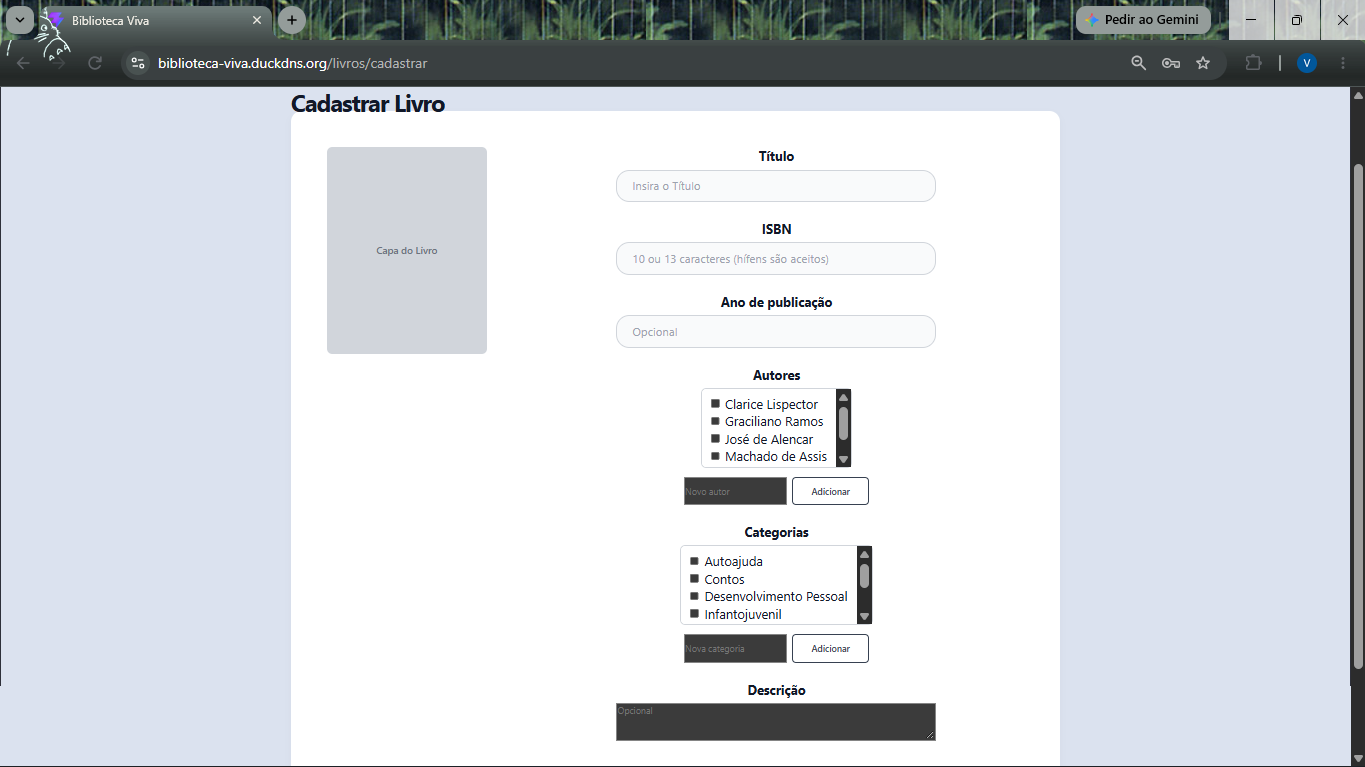 Biblioteca Viva
Pedir ao Gemini
biblioteca-viva.duckdns.org/livros/cadastrar
V
Cadastrar Livro
Capa do Livro
Título
Insira o Título
ISBN
10 ou 13 caracteres (hífens são aceitos)
Ano de publicação
Opcional
Autores
Clarice Lispector
Graciliano Ramos
José de Alencar
Machado de Assis
Novo autor
Adicionar
Categorias
Autoajuda
Contos
Desenvolvimento Pessoal
Infantojuvenil
Nova categoria
Adicionar
Descrição
Opcional